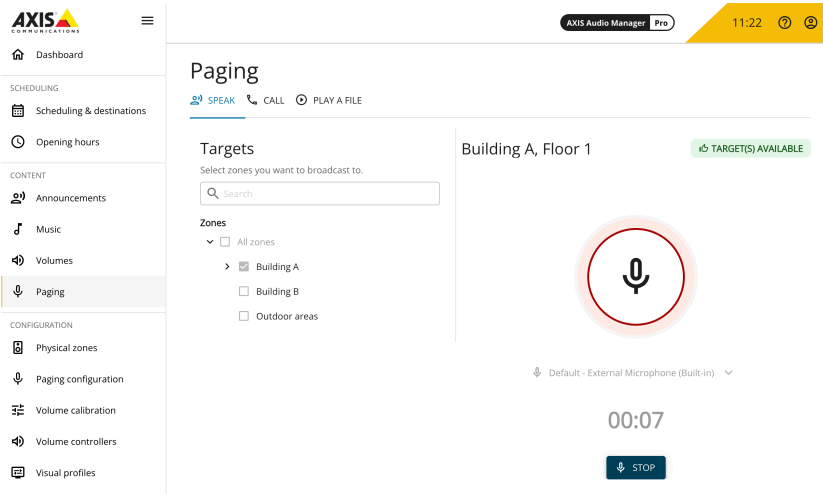 AXIS
COMMUNICATIONS
AXIS Audio Manager Pro
11:22
Dashboard
SCHEDULING
Scheduling & destinations
Opening hours
CONTENT
Announcements
Music
Volumes
Paging
CONFIGURATION
Physical zones
Paging configuration
Volume calibration
Volume controllers
Visual profiles
Paging
SPEAK CALL PLAY A FILE
Targets
Select zones you want to broadcast to.
Search
Zones
All zones
Building A
Building B
Outdoor areas
Building A, Floor 1
TARGET(S) AVAILABLE
Default - External Microphone (Built-in)
00:07
STOP